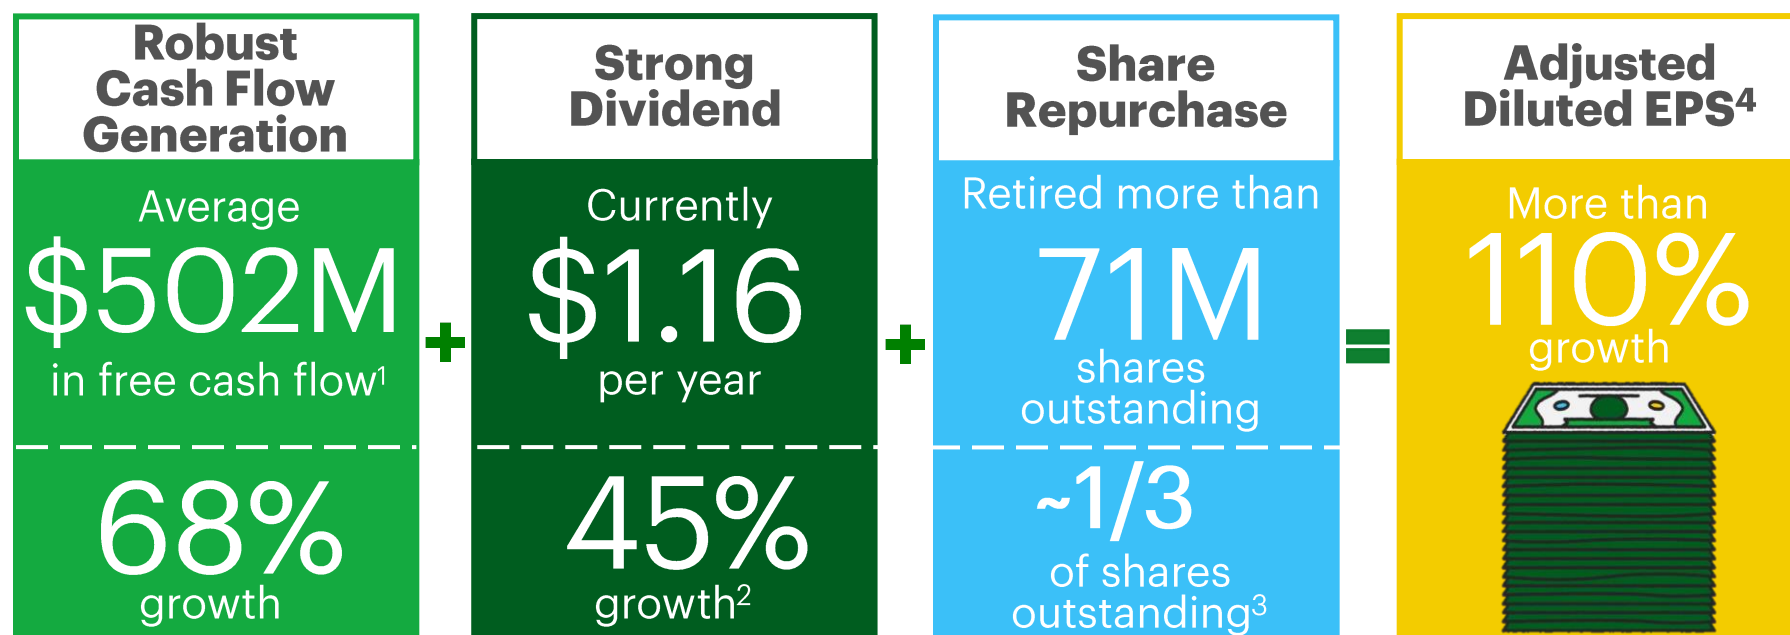 Robust
Cash Flow
Generation
Average
$502M
in free cash flow1
68%
growth
+
Strong
Dividend
Currently
$1.16
per year
45%
growth2
+
Share
Repurchase
Retired more than
71M
shares
outstanding
~1/3
of shares
outstanding3
=
Adjusted
Diluted EPS4
More than
110%
growth